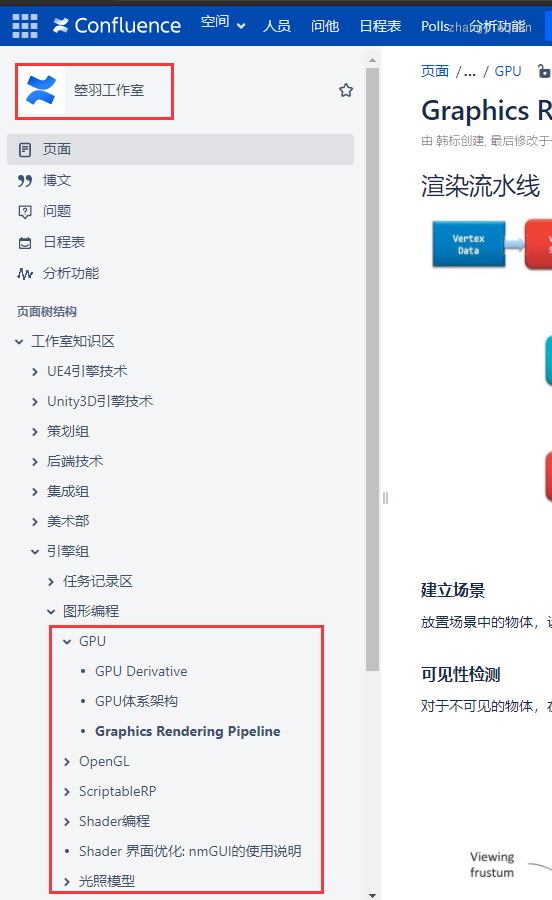 Confluence 空间 人员 问他 日程表 Polls 分析功能
箜羽工作室
页面
博文
问题
日程表
分析功能
页面树结构
工作室知识区
UE4引擎技术
Unity3D引擎技术
策划组
后端技术
集成组
美术部
引擎组
任务记录区
图形编程
GPU
GPU Derivative
GPU体系架构
Graphics Rendering Pipeline
OpenGL
ScriptableRP
Shader编程
Shader 界面优化: nmGUI的使用说明
光照模型
页面 /... / GPU
Graphics R
由 韩标创建, 最后修改于
渲染流水线
Vertex
Data
建立场景
放置场景中的物体，
可见性检测
对于不可见的物体，
Viewing
frustum